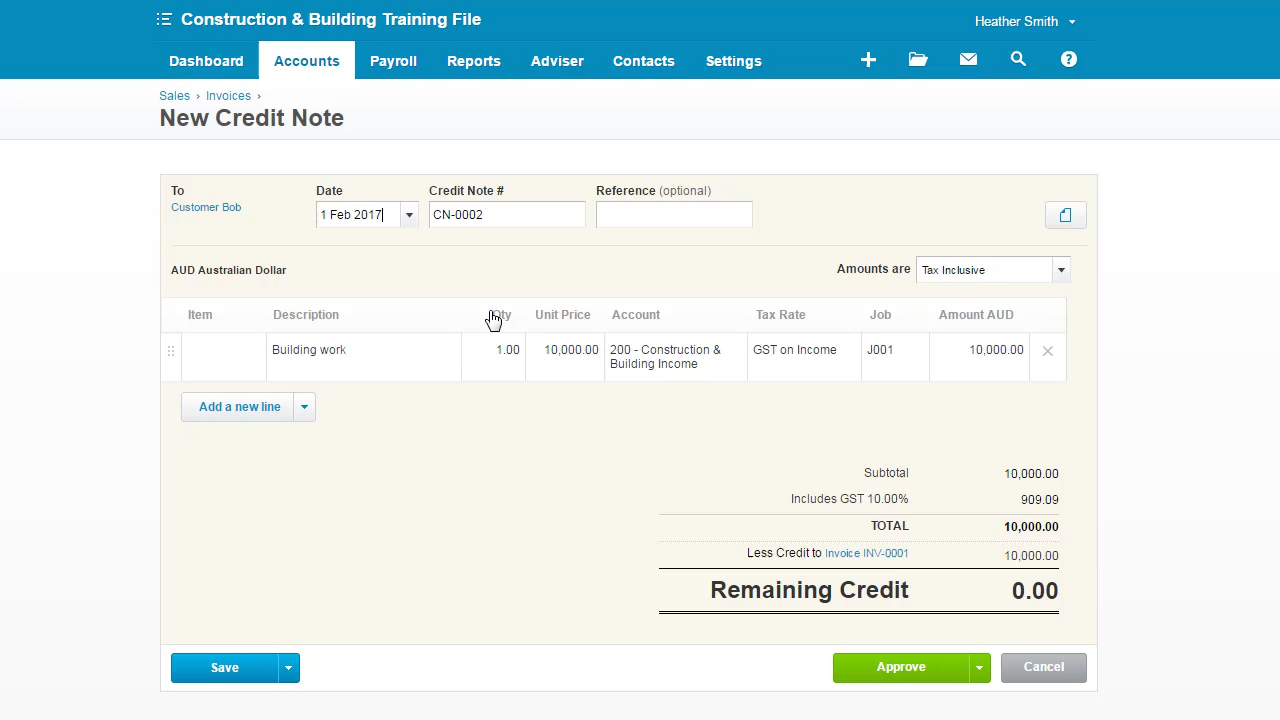 Construction & Building Training File
Heather Smith
Dashboard Accounts Payroll Reports Adviser Contacts Settings
Sales › Invoices ›
New Credit Note
To Date Credit Note # Reference (optional)
Customer Bob 1 Feb 2017 CN-0002
AUD Australian Dollar Amounts are Tax Inclusive
Item Description Qty Unit Price Account Tax Rate Job Amount AUD
Building work 1.00 10,000.00 200 - Construction & GST on Income J001 10,000.00
Building Income
Add a new line
Subtotal 10,000.00
Includes GST 10.00% 909.09
TOTAL 10,000.00
Less Credit to Invoice INV-0001 10,000.00
Remaining Credit 0.00
Save Approve Cancel